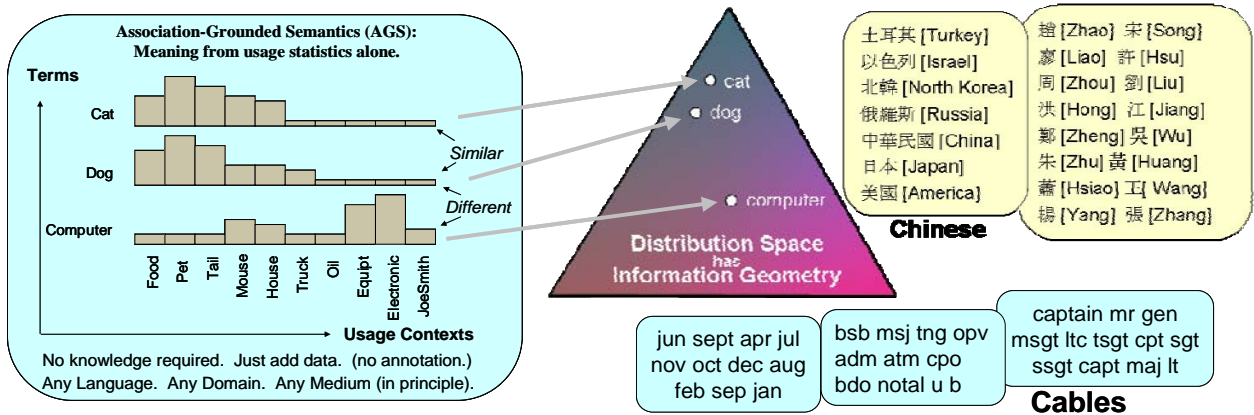 Association-Grounded Semantics (AGS):
Meaning from usage statistics alone.
Terms
Cat
Dog
Computer
Similar
Different
Food
Pet
Tail
Mouse
House
Truck
Oil
Equipt
Electronic
JoeSmith
Usage Contexts
No knowledge required. Just add data. (no annotation.)
Any Language. Any Domain. Any Medium (in principle).
cat
dog
computer
Distribution Space
has
Information Geometry
土耳其 [Turkey]
以色列 [Israel]
北韓 [North Korea]
俄羅斯 [Russia]
中華民國 [China]
日本 [Japan]
美國 [America]
Chinese
趙 [Zhao] 宋 [Song]
廖 [Liao] 許 [Hsu]
周 [Zhou] 劉 [Liu]
洪 [Hong] 江 [Jiang]
鄭 [Zheng] 吳 [Wu]
朱 [Zhu] 黃 [Huang]
蕭 [Hsiao] 王[ Wang]
楊 [Yang] 張 [Zhang]
jun sept apr jul
nov oct dec aug
feb sep jan
bsb msj tng opv
adm atm cpo
bdo notal u b
captain mr gen
msgt ltc tsgt cpt sgt
ssgt capt maj lt
Cables